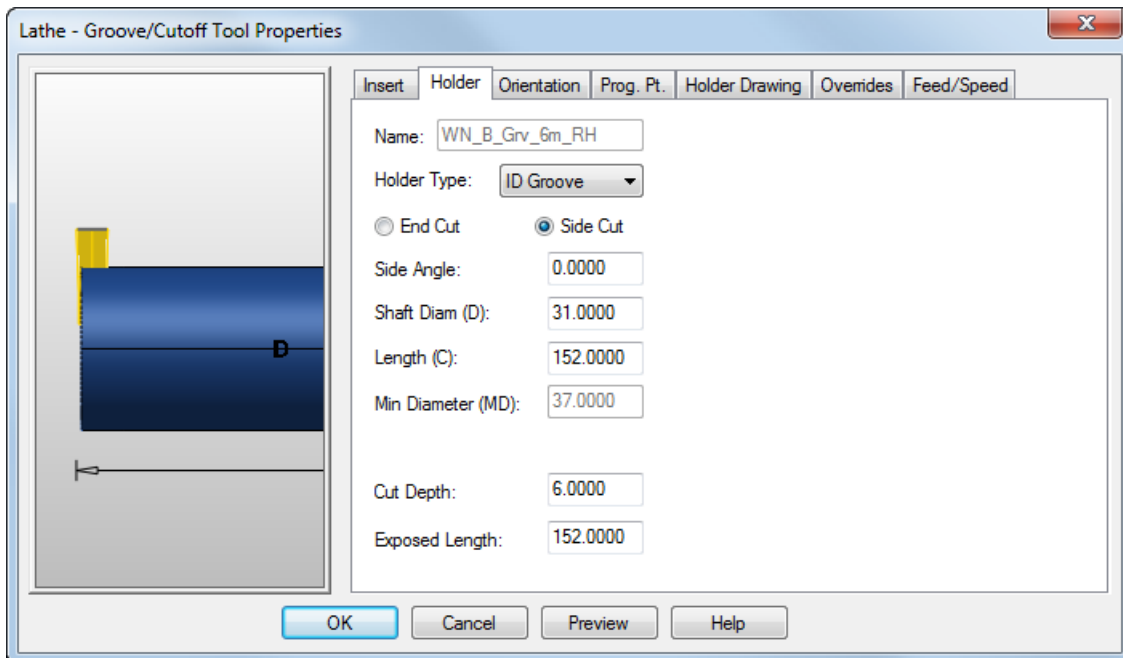 Lathe - Groove/Cutoff Tool Properties
Insert Holder Orientation Prog. Pt. Holder Drawing Overrides Feed/Speed
Name: WN_B_Grv_6m_RH
Holder Type: ID Groove
End Cut Side Cut
Side Angle: 0.0000
Shaft Diam (D): 31.0000
D
Length (C): 152.0000
Min Diameter (MD): 37.0000
Cut Depth: 6.0000
Exposed Length: 152.0000
OK Cancel Preview Help